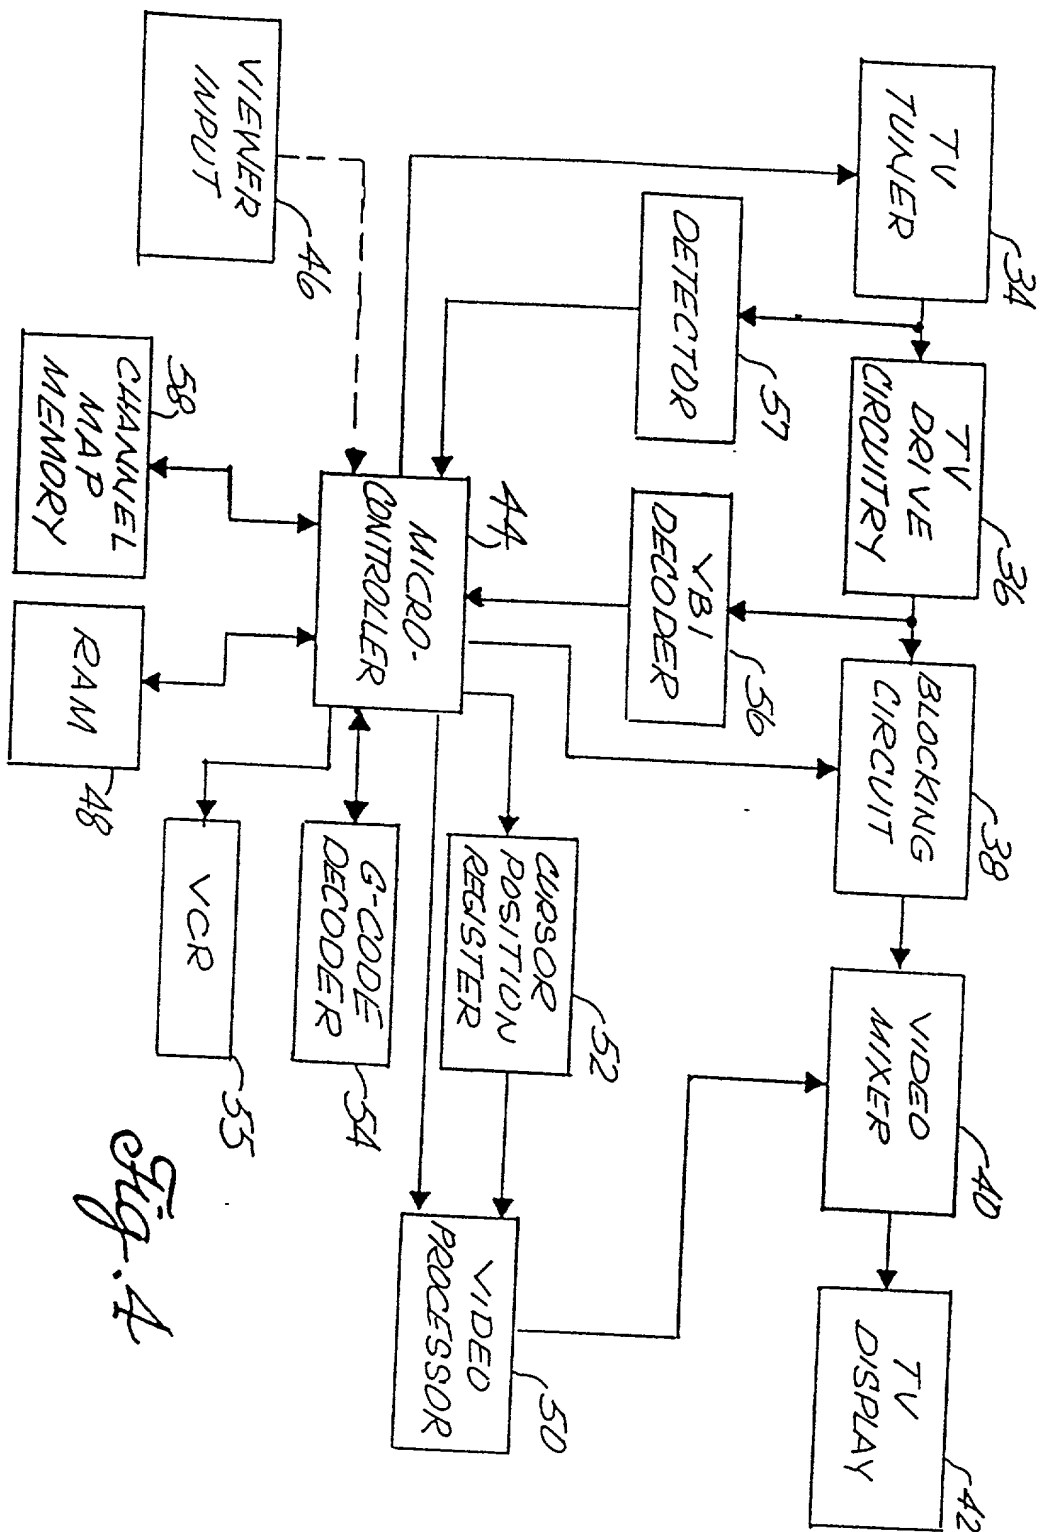 TV
TUNER
34
TV
DRIVE
CIRCUITRY
36
BLOCKING
CIRCUIT
38
VIDEO
MIXER
40
TV
DISPLAY
42
DETECTOR
57
VBI
DECODER
56
VIEWER
INPUT
46
44
MICRO-
CONTROLLER
CURSOR
POSITION
REGISTER
52
VIDEO
PROCESSOR
50
G-CODE
DECODER
54
58
CHANNEL
MAP
MEMORY
RAM
48
VCR
55
Fig. 4